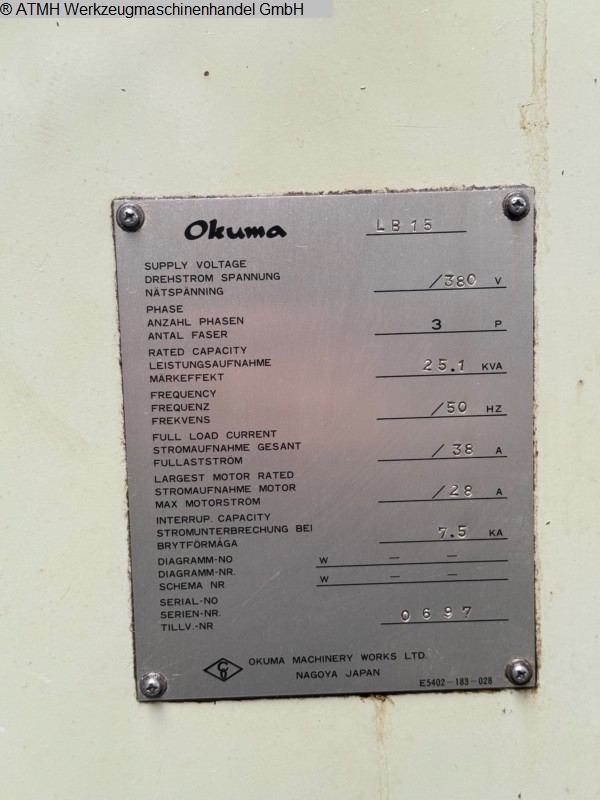 ® ATMH Werkzeugmaschinenhandel GmbH
Okuma LB15
SUPPLY VOLTAGE
DREHSTROM SPANNUNG
NÄTSPÄNNING
/380 V
PHASE
ANZAHL PHASEN
ANTAL FASER
3 P
RATED CAPACITY
LEISTUNGSAUFNAHME
MÄRKEFFEKT
25.1 KVA
FREQUENCY
FREQUENZ
FREKVENS
/50 HZ
FULL LOAD CURRENT
STROMAUFNAHME GESANT
FULLASTSTRÖM
/38 A
LARGEST MOTOR RATED
STROMAUFNAHME MOTOR
MAX MOTORSTRÖM
/28 A
INTERRUP. CAPACITY
STROMUNTERBRECHUNG BEI
BRYTFÖRMÅGA
7.5 KA
DIAGRAMM-NO W – –
DIAGRAMM-NR.
SCHEMA NR W – –
SERIAL-NO
SERIEN-NR.
TILLV.-NR
0697
OKUMA MACHINERY WORKS LTD.
NAGOYA JAPAN
E5402-183-028